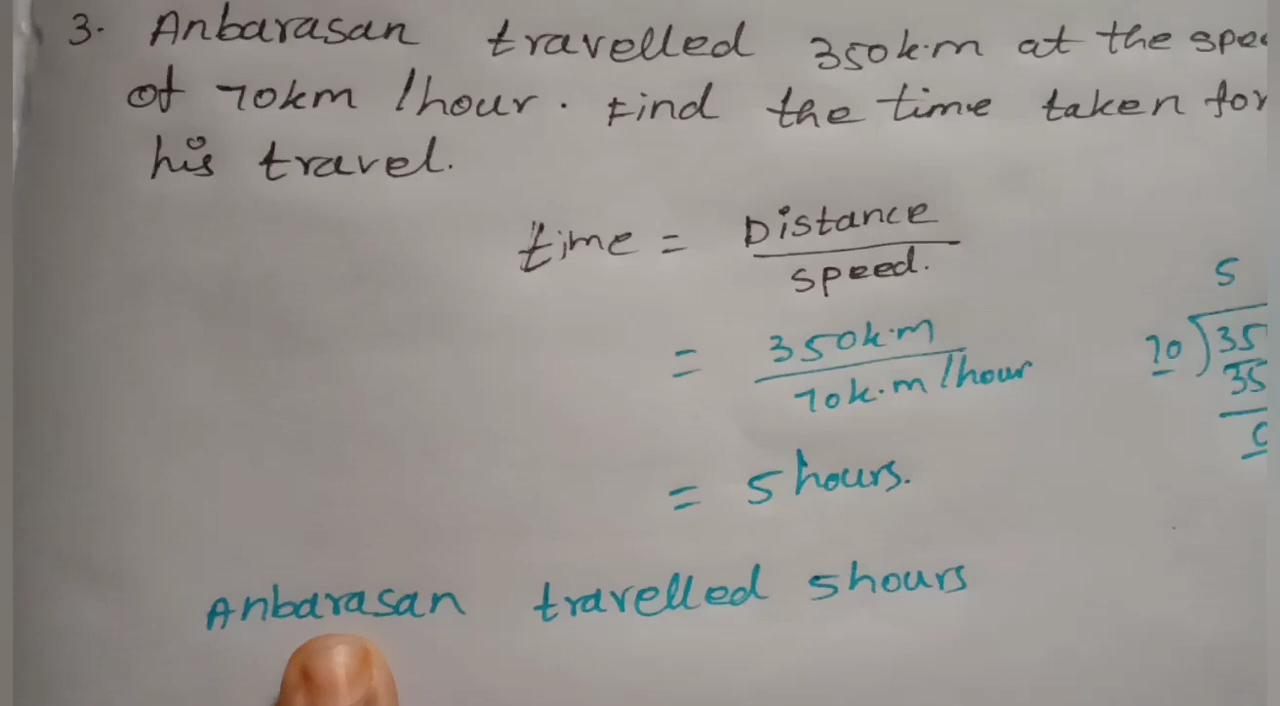 3. Anbarasan travelled 350k.m at the spe
of 70km /hour. Find the time taken for
his travel.
time = Distance
speed.
= 350k.m
70k.m /hour
5
70 ) 35
35
0
= 5 hours.
Anbarasan travelled 5hours